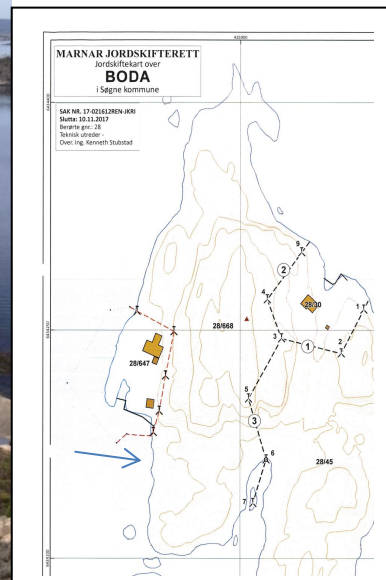 MARNAR JORDSKIFTERETT
Jordskiftekart over
BODA
i Søgne kommune
SAK NR. 17-021612REN-JKRI
Slutta: 10.11.2017
Berørte gnr.: 28
Teknisk utreder -
Over. ing. Kenneth Stubstad
9
2
4
28/30
1
28/668
3
1
2
28/647
5
3
6
28/45
7